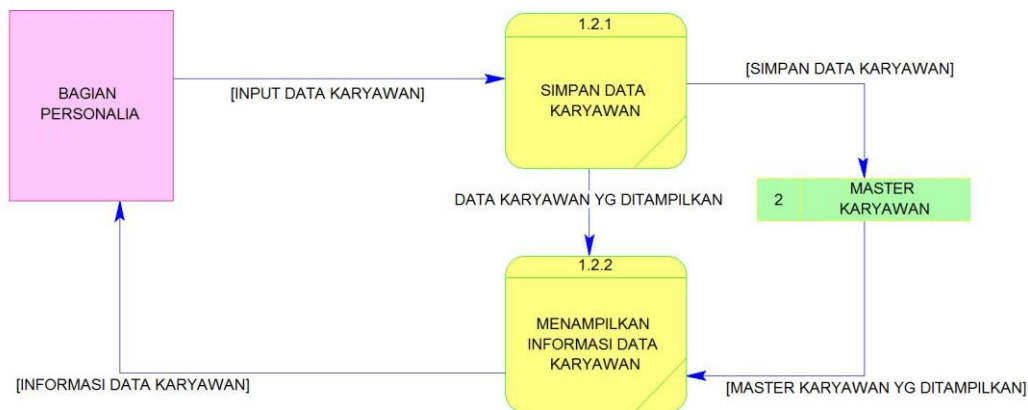 BAGIAN
PERSONALIA
[INPUT DATA KARYAWAN]
1.2.1
SIMPAN DATA
KARYAWAN
[SIMPAN DATA KARYAWAN]
2
MASTER
KARYAWAN
DATA KARYAWAN YG DITAMPILKAN
1.2.2
MENAMPILKAN
INFORMASI DATA
KARYAWAN
[INFORMASI DATA KARYAWAN]
[MASTER KARYAWAN YG DITAMPILKAN]